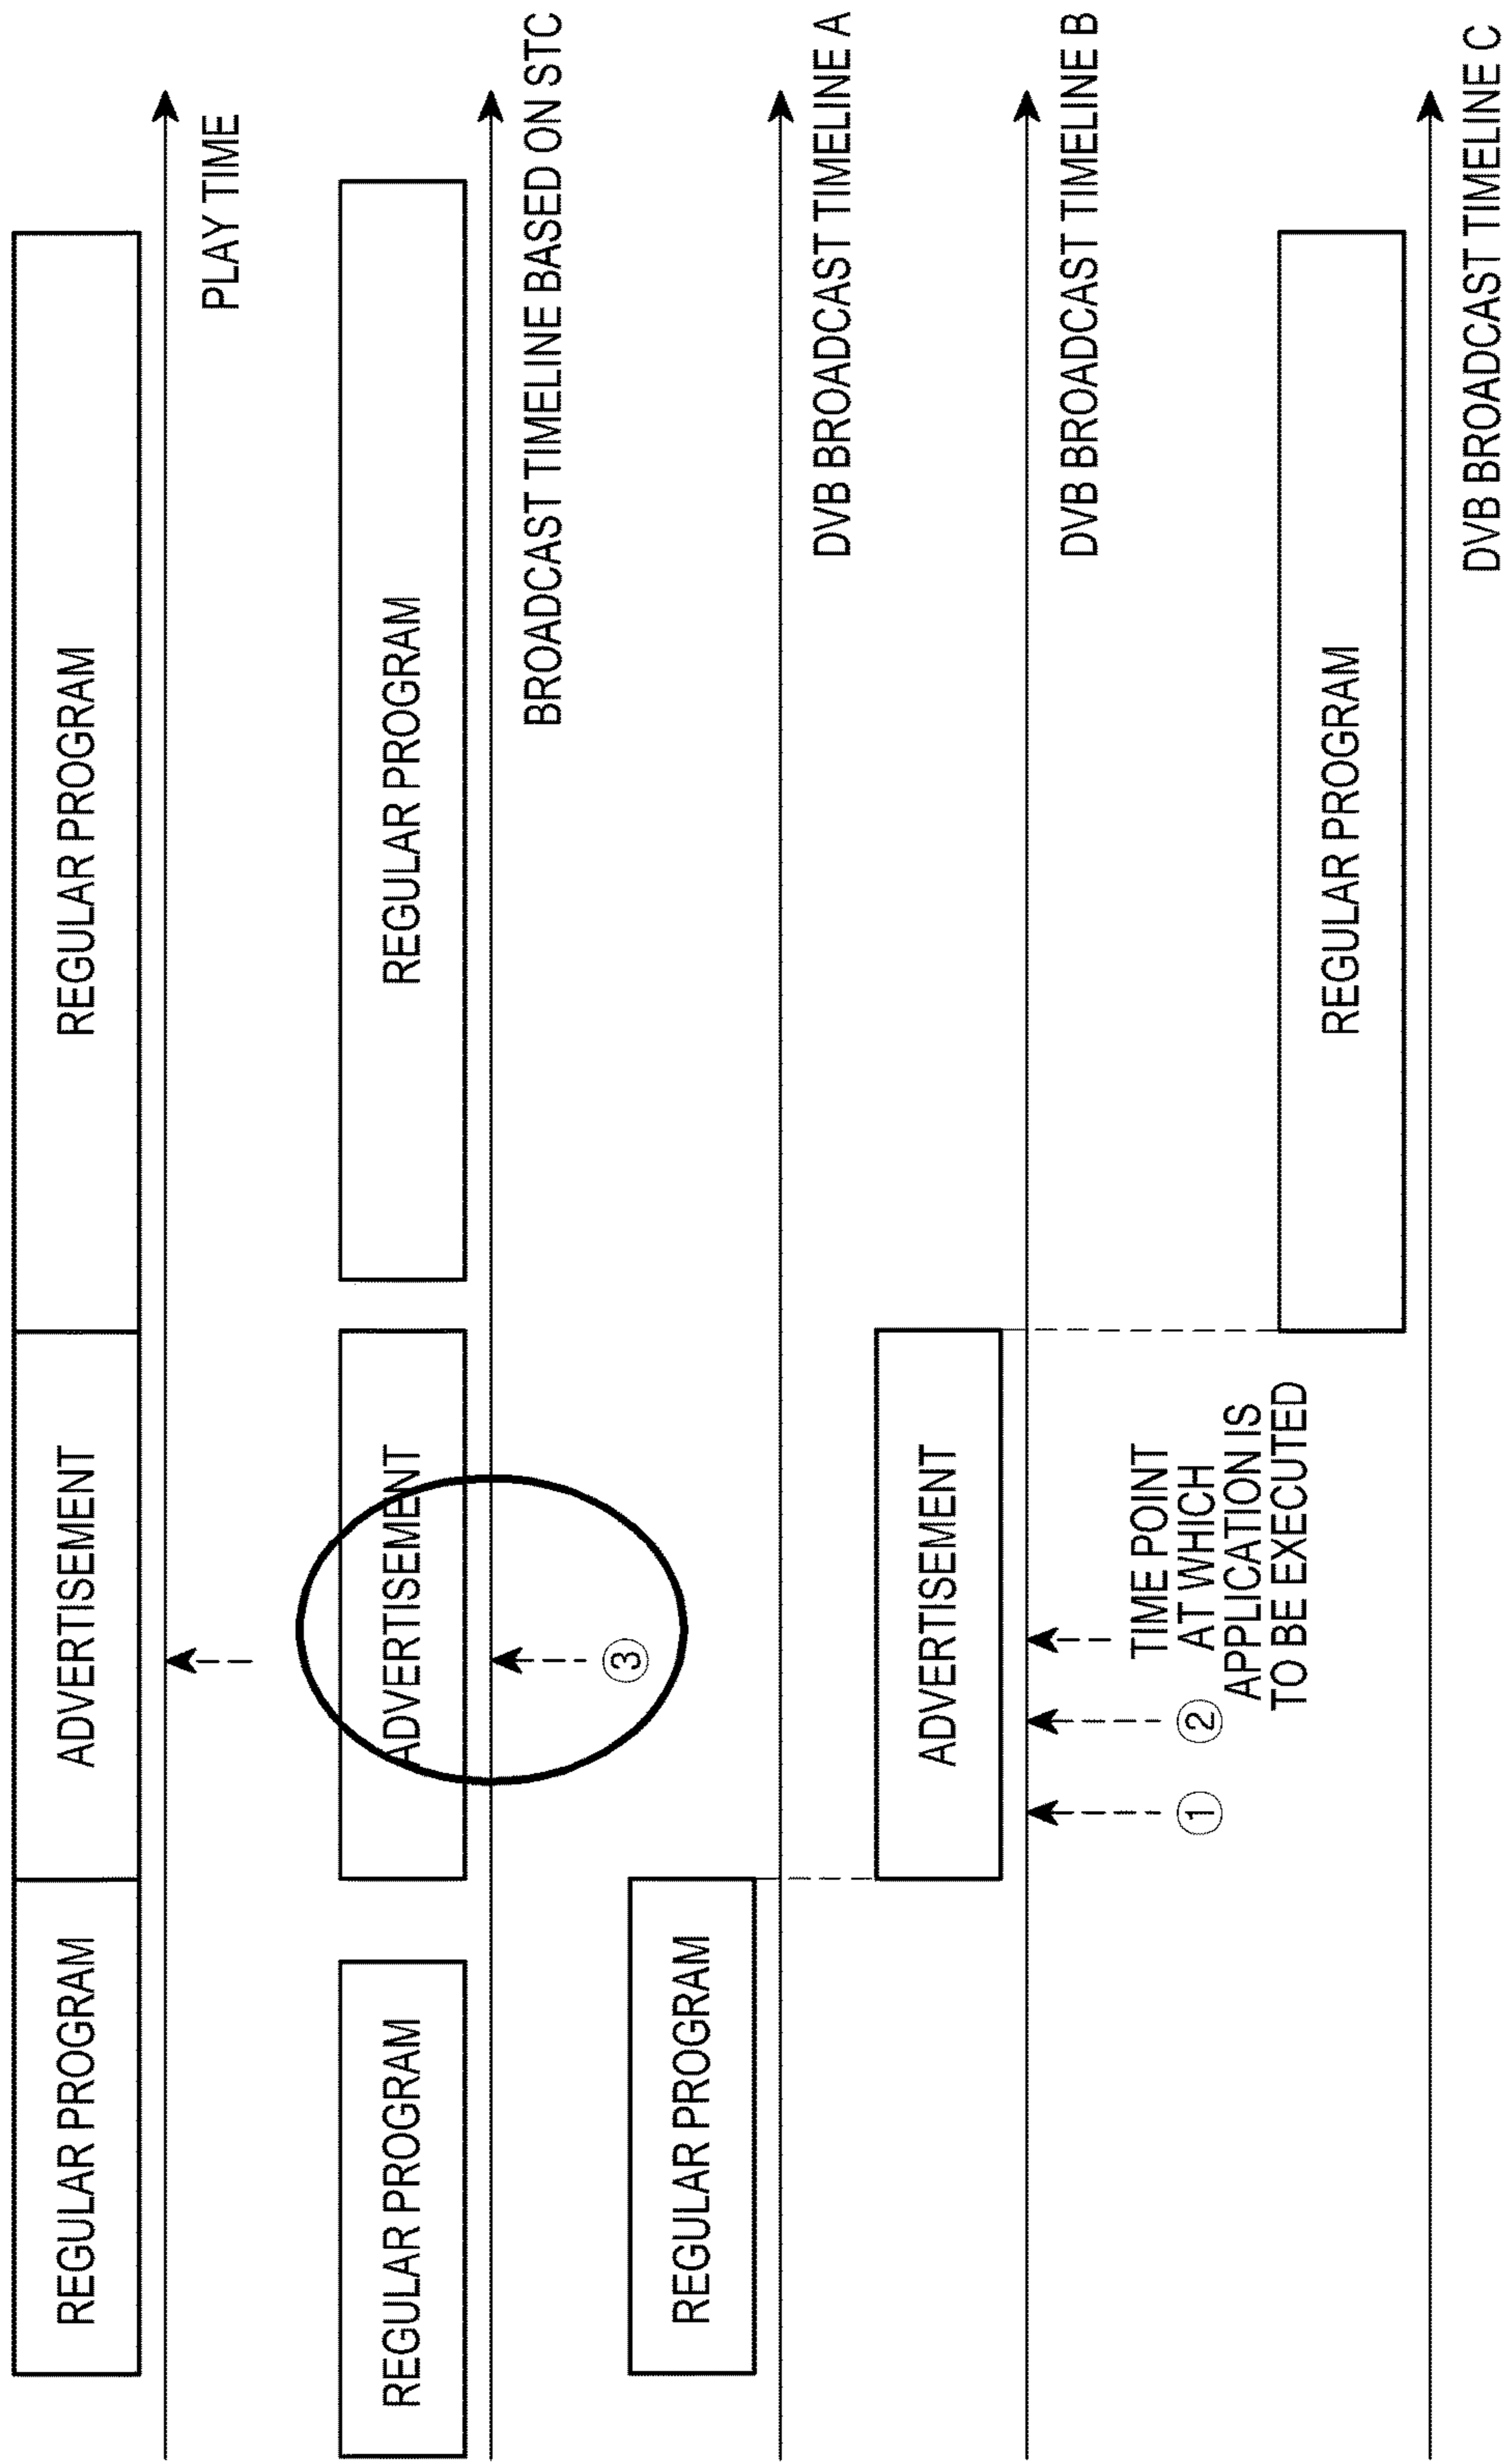 REGULAR PROGRAM
ADVERTISEMENT
REGULAR PROGRAM
PLAY TIME
REGULAR PROGRAM
ADVERTISEMENT
REGULAR PROGRAM
BROADCAST TIMELINE BASED ON STC
③
REGULAR PROGRAM
DVB BROADCAST TIMELINE A
ADVERTISEMENT
DVB BROADCAST TIMELINE B
①
②
TIME POINT
AT WHICH
APPLICATION IS
TO BE EXECUTED
REGULAR PROGRAM
DVB BROADCAST TIMELINE C